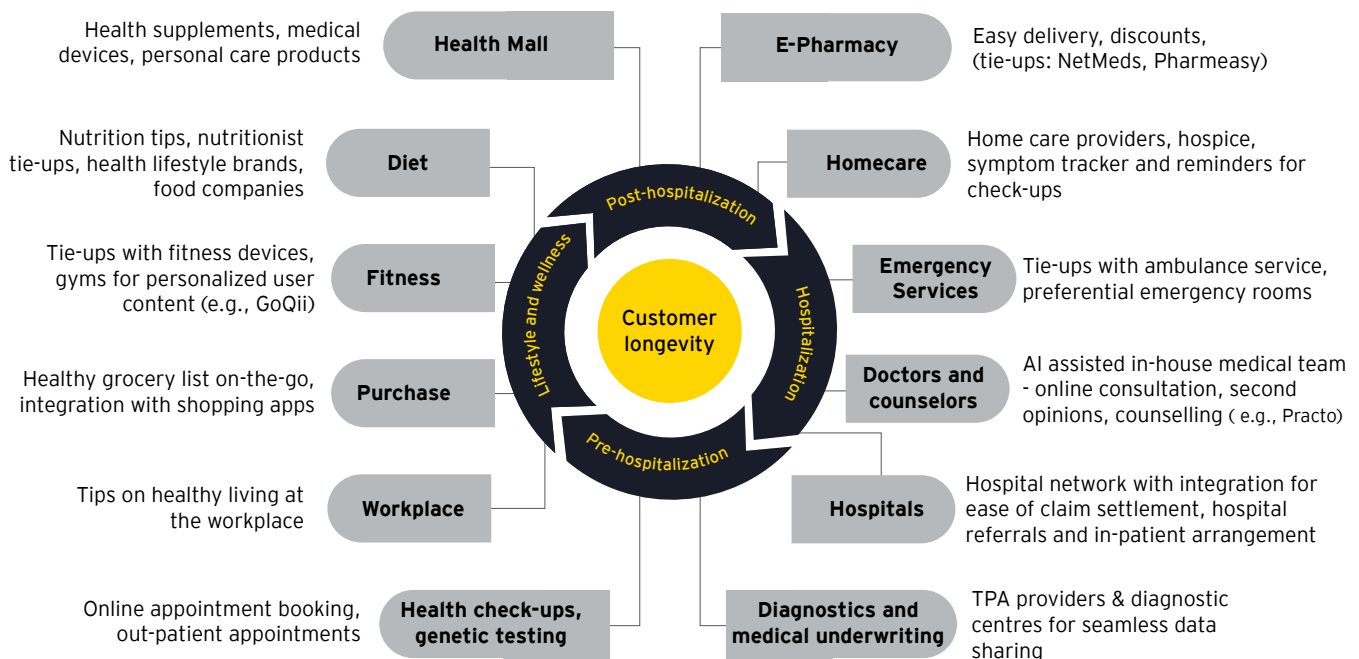 Health supplements, medical
devices, personal care products
Health Mall
E-Pharmacy
Easy delivery, discounts,
(tie-ups: NetMeds, Pharmeasy)
Nutrition tips, nutritionist
tie-ups, health lifestyle brands,
food companies
Diet
Homecare
Home care providers, hospice,
symptom tracker and reminders for
check-ups
Tie-ups with fitness devices,
gyms for personalized user
content (e.g., GoQii)
Fitness
Emergency
Services
Tie-ups with ambulance service,
preferential emergency rooms
Healthy grocery list on-the-go,
integration with shopping apps
Purchase
Doctors and
counselors
AI assisted in-house medical team
- online consultation, second
opinions, counselling ( e.g., Practo)
Tips on healthy living at
the workplace
Workplace
Hospitals
Hospital network with integration for
ease of claim settlement, hospital
referrals and in-patient arrangement
Online appointment booking,
out-patient appointments
Health check-ups,
genetic testing
Diagnostics and
medical underwriting
TPA providers & diagnostic
centres for seamless data
sharing
Post-hospitalization
Hospitalization
Pre-hospitalization
Lifestyle and wellness
Customer
longevity